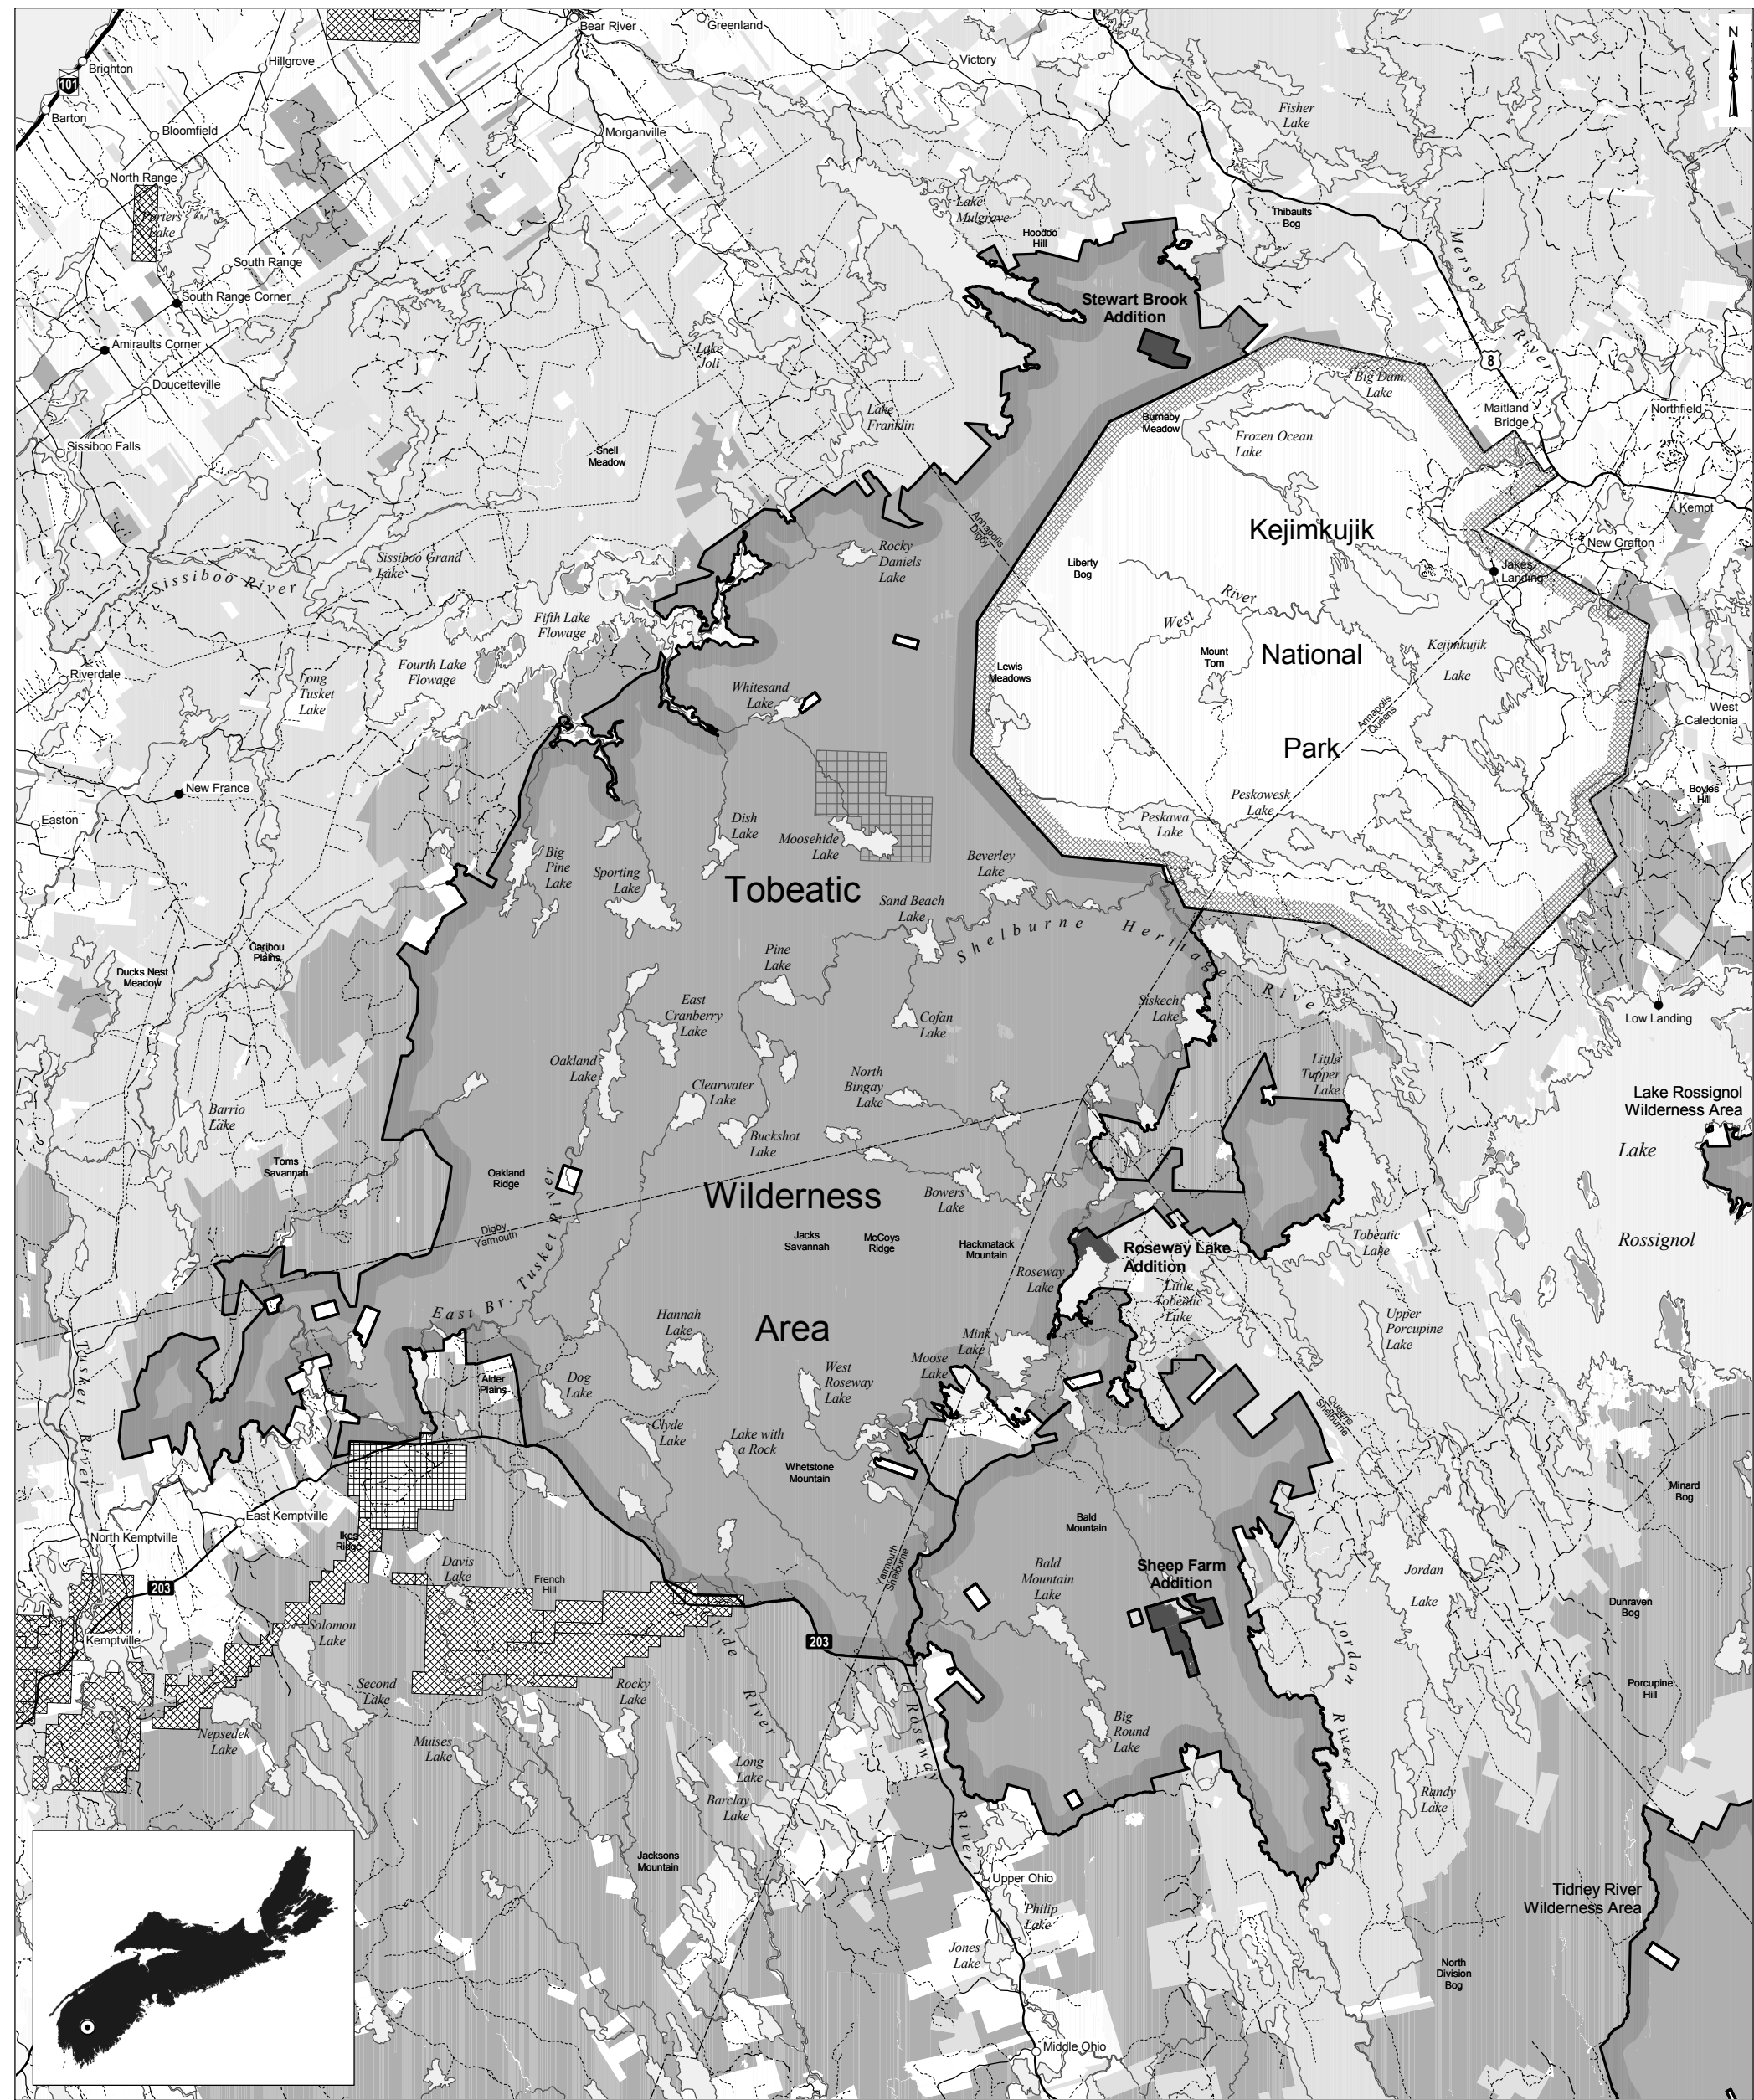 Bear River
Greenland
N
Brighton
Hillgrove
Victory
101
Barton
Fisher
Lake
Bloomfield
Morganville
North Range
Porters
Lake
Lake
Mulgrave
Thibaults
Bog
Hoodoo
Hill
Mersey
River
South Range
South Range Corner
Stewart Brook
Addition
Amiraults Corner
Lake
Joli
8
Doucetteville
Big Dam
Lake
Lake
Franklin
Burnaby
Meadow
Maitland
Bridge
Northfield
Sissiboo Falls
Snell
Meadow
Frozen Ocean
Lake
Kempt
Annapolis
Digby
Kejimkujik
New Grafton
Rocky
Daniels
Lake
Sissiboo Grand
Lake
Sissiboo River
Liberty
Bog
Jakes
Landing
West River
Fifth Lake
Flowage
Fourth Lake
Flowage
Mount
Tom
National
Kejimkujik
Lake
Riverdale
Long
Tusket
Lake
Lewis
Meadows
Whitesand
Lake
Annapolis
Queens
West
Caledonia
Park
New France
Boyles
Hill
Peskowesk
Lake
Easton
Peskawa
Lake
Dish
Lake
Moosehide
Lake
Big
Pine
Lake
Sporting
Lake
Beverley
Lake
Tobeatic
Sand Beach
Lake
Shelburne Heritage River
Caribou
Plains
Pine
Lake
Ducks Nest
Meadow
East
Cranberry
Lake
Siskech
Lake
Cofan
Lake
Low Landing
Oakland
Lake
Little
Tupper
Lake
North
Bingay
Lake
Clearwater
Lake
Lake Rossignol
Wilderness Area
Barrio
Lake
Buckshot
Lake
Lake
Rossignol
Toms
Savannah
Oakland
Ridge
Wilderness
Bowers
Lake
Digby
Yarmouth
Jacks
Savannah
McCoys
Ridge
Hackmatack
Mountain
Roseway Lake
Addition
Tobeatic
Lake
Roseway
Lake
Little
Tobeatic
Lake
East Br. Tusket River
Hannah
Lake
Area
Upper
Porcupine
Lake
Mink
Lake
Moose
Lake
Tusket River
West
Roseway
Lake
Alder
Plains
Dog
Lake
Queens
Shelburne
Clyde
Lake
Lake with
a Rock
Whetstone
Mountain
Minard
Bog
East Kemptville
Bald
Mountain
North Kemptville
Ikes
Ridge
Yarmouth
Shelburne
Davis
Lake
French
Hill
Bald
Mountain
Lake
Sheep Farm
Addition
Jordan
Lake
203
Dunraven
Bog
Solomon
Lake
Kemptville
Clyde River
203
Jordan River
Second
Lake
Rocky
Lake
Porcupine
Hill
Roseway River
Big
Round
Lake
Nepsedek
Lake
Muises
Lake
Long
Lake
Barclay
Lake
Randy
Lake
Jacksons
Mountain
Upper Ohio
Tidney River
Wilderness Area
Philip
Lake
Jones
Lake
North
Division
Bog
Middle Ohio